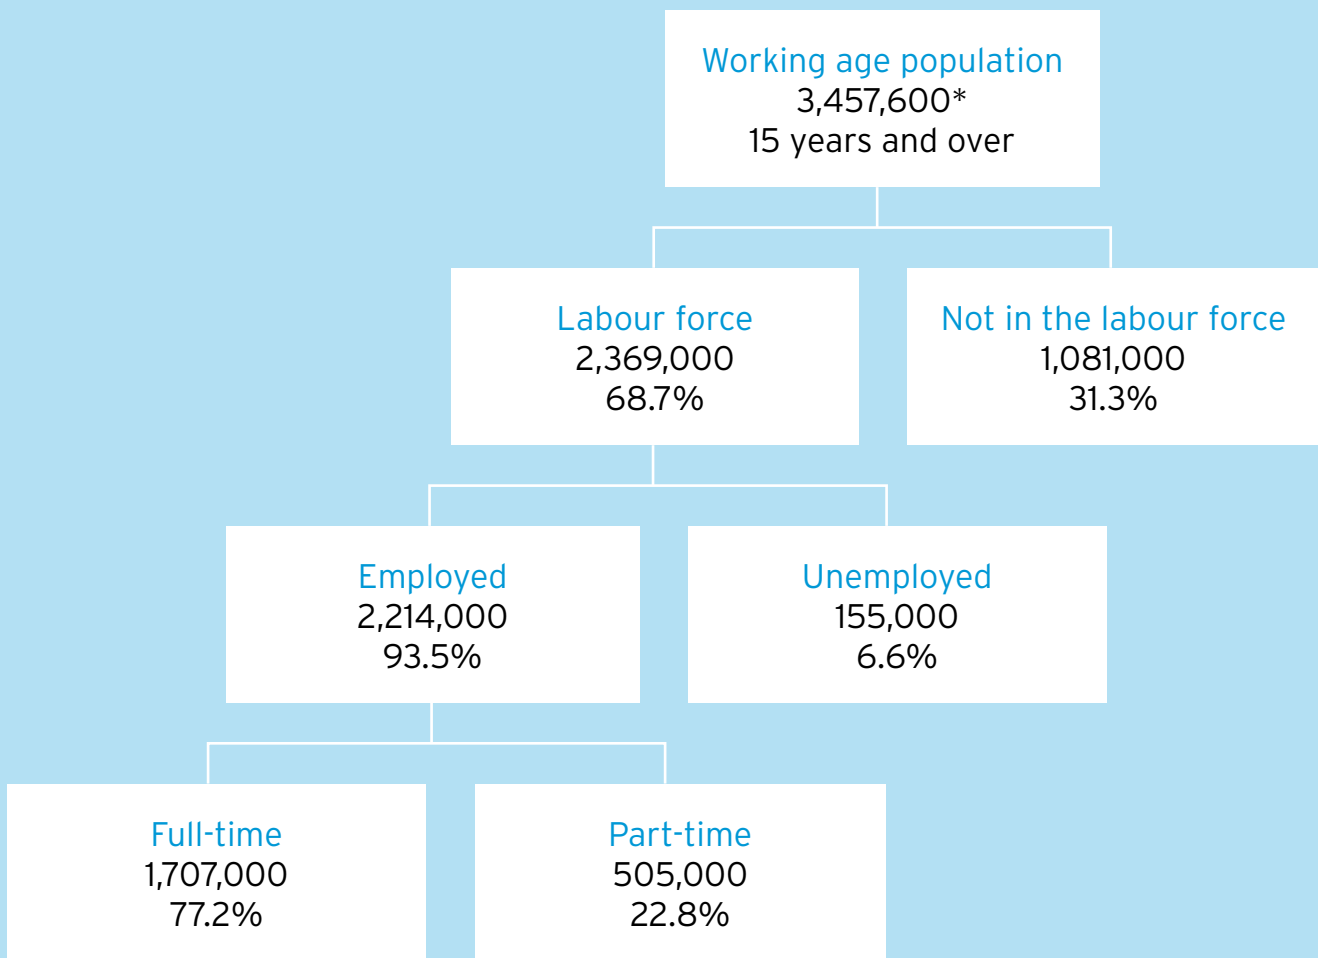 Working age population
3,457,600*
15 years and over
Labour force
2,369,000
68.7%
Not in the labour force
1,081,000
31.3%
Employed
2,214,000
93.5%
Unemployed
155,000
6.6%
Full-time
1,707,000
77.2%
Part-time
505,000
22.8%